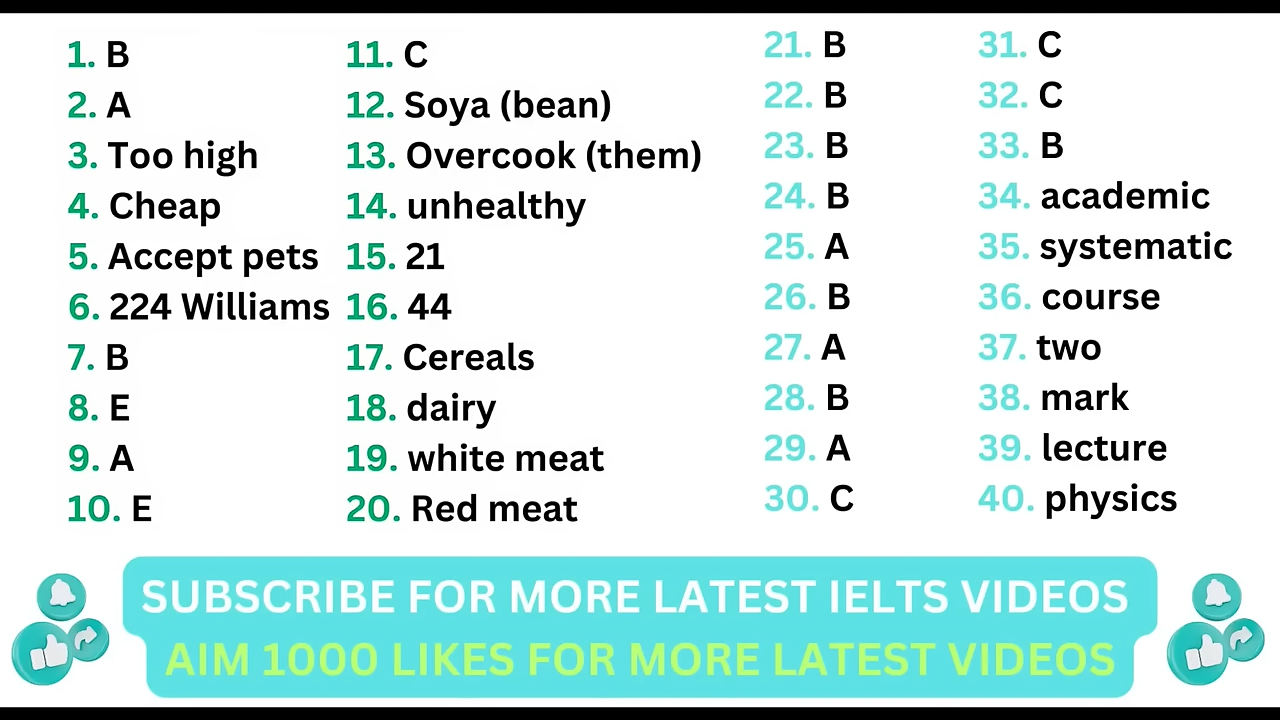 1. B
2. A
3. Too high
4. Cheap
5. Accept pets
6. 224 Williams
7. B
8. E
9. A
10. E
11. C
12. Soya (bean)
13. Overcook (them)
14. unhealthy
15. 21
16. 44
17. Cereals
18. dairy
19. white meat
20. Red meat
21. B
22. B
23. B
24. B
25. A
26. B
27. A
28. B
29. A
30. C
31. C
32. C
33. B
34. academic
35. systematic
36. course
37. two
38. mark
39. lecture
40. physics
SUBSCRIBE FOR MORE LATEST IELTS VIDEOS
AIM 1000 LIKES FOR MORE LATEST VIDEOS